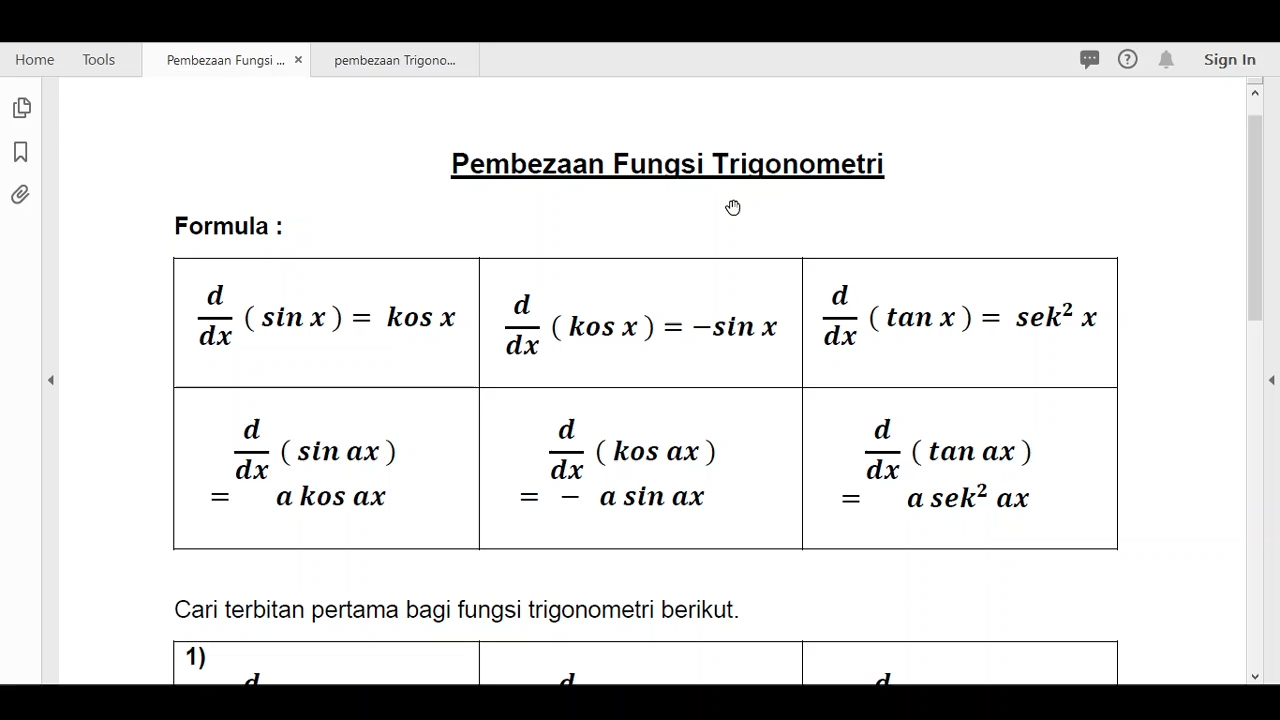 Home Tools Pembezaan Fungsi ... × pembezaan Trigono... Sign In
Pembezaan Fungsi Trigonometri
Formula :
d/dx ( sin x ) = kos x
d/dx ( kos x ) = −sin x
d/dx ( tan x ) = sek² x
d/dx ( sin ax )
= a kos ax
d/dx ( kos ax )
= − a sin ax
d/dx ( tan ax )
= a sek² ax
Cari terbitan pertama bagi fungsi trigonometri berikut.
1)
d d d